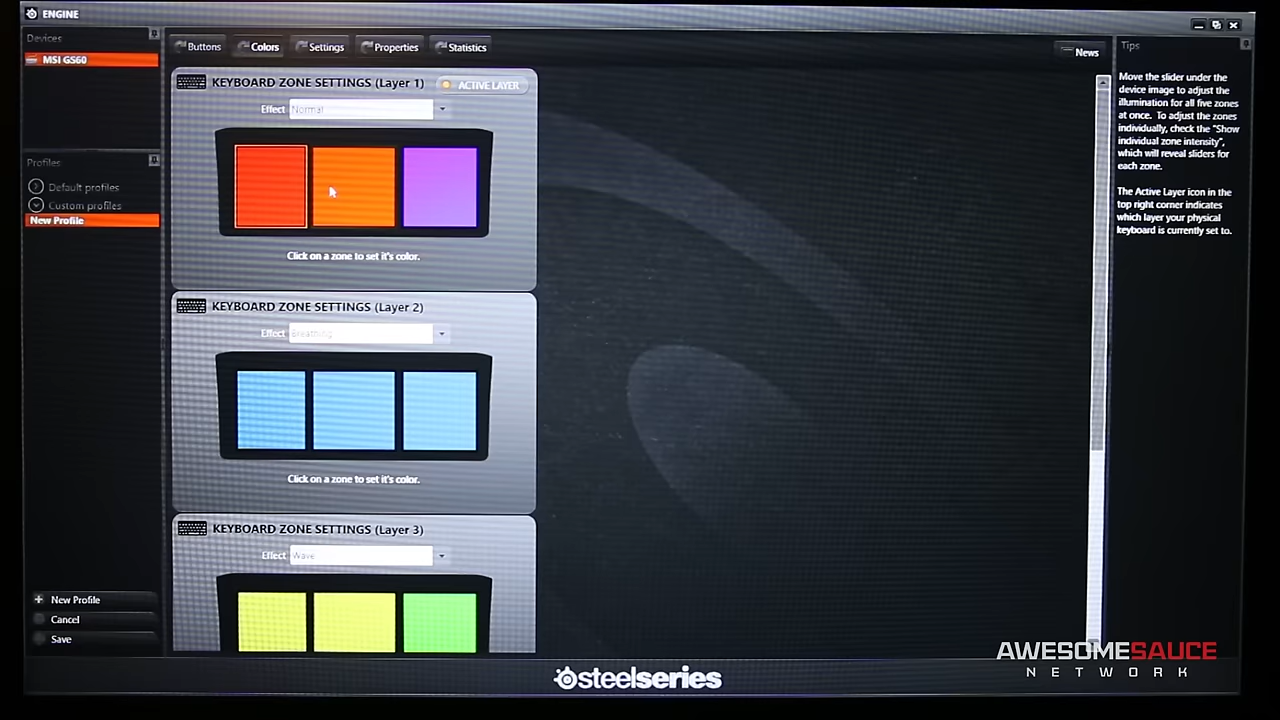 ENGINE
Devices
MSI GS60
Profiles
Default profiles
Custom profiles
New Profile
New Profile
Cancel
Save
Buttons
Colors
Settings
Properties
Statistics
News
KEYBOARD ZONE SETTINGS (Layer 1)
ACTIVE LAYER
Effect Normal
Click on a zone to set it's color.
KEYBOARD ZONE SETTINGS (Layer 2)
Effect Breathing
Click on a zone to set it's color.
KEYBOARD ZONE SETTINGS (Layer 3)
Effect Wave
Tips
Move the slider under the
device image to adjust the
illumination for all five zones
at once. To adjust the zones
individually, check the "Show
individual zone intensity",
which will reveal sliders for
each zone.
The Active Layer icon in the
top right corner indicates
which layer your physical
keyboard is currently set to.
steelseries
AWESOMESAUCE
NETWORK